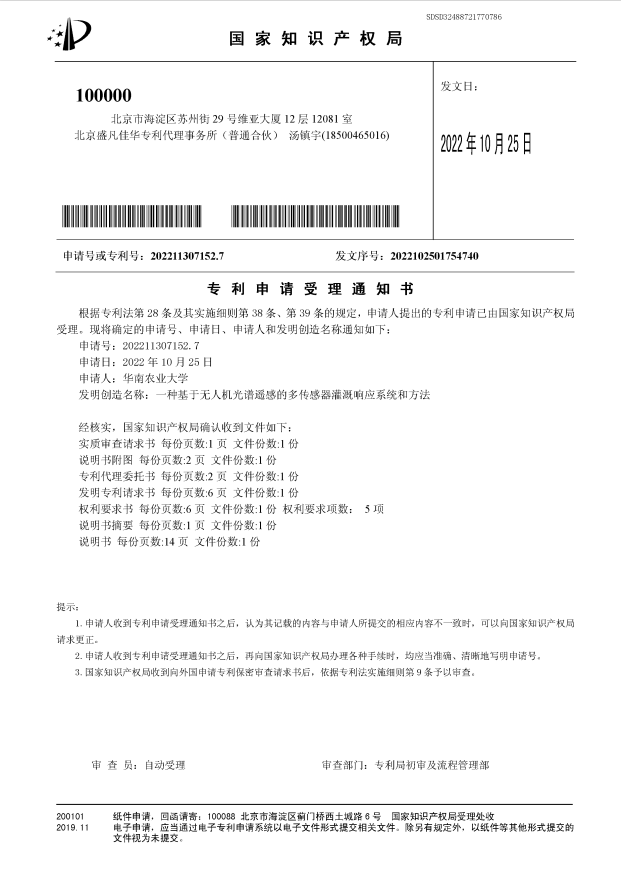 SDSD32488721770786
国家知识产权局
100000
发文日：
北京市海淀区苏州街 29 号维亚大厦 12 层 12081 室
北京盛凡佳华专利代理事务所（普通合伙） 汤镇宇(18500465016)
2022 年 10 月 25 日
申请号或专利号：202211307152.7
发文序号：2022102501754740
专 利 申 请 受 理 通 知 书
根据专利法第 28 条及其实施细则第 38 条、第 39 条的规定，申请人提出的专利申请已由国家知识产权局
受理。现将确定的申请号、申请日、申请人和发明创造名称通知如下：
申请号：202211307152.7
申请日：2022 年 10 月 25 日
申请人：华南农业大学
发明创造名称：一种基于无人机光谱遥感的多传感器灌溉响应系统和方法
经核实，国家知识产权局确认收到文件如下：
实质审查请求书 每份页数:1 页 文件份数:1 份
说明书附图 每份页数:2 页 文件份数:1 份
专利代理委托书 每份页数:2 页 文件份数:1 份
发明专利请求书 每份页数:6 页 文件份数:1 份
权利要求书 每份页数:6 页 文件份数:1 份 权利要求项数： 5 项
说明书摘要 每份页数:1 页 文件份数:1 份
说明书 每份页数:14 页 文件份数:1 份
提示：
1. 申请人收到专利申请受理通知书之后，认为其记载的内容与申请人所提交的相应内容不一致时，可以向国家知识产权局
请求更正。
2. 申请人收到专利申请受理通知书之后，再向国家知识产权局办理各种手续时，均应当准确、清晰地写明申请号。
3. 国家知识产权局收到向外国申请专利保密审查请求书后，依据专利法实施细则第 9 条予以审查。
审 查 员：自动受理
审查部门：专利局初审及流程管理部
200101 纸件申请，回函请寄：100088 北京市海淀区蓟门桥西土城路 6 号 国家知识产权局受理处收
2019.11 电子申请，应当通过电子专利申请系统以电子文件形式提交相关文件。除另有规定外，以纸件等其他形式提交的
文件视为未提交。